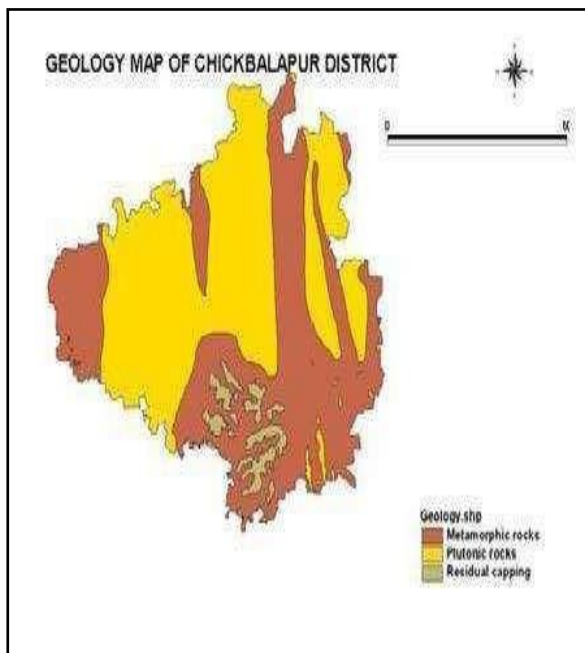 GEOLOGY MAP OF CHICKBALAPUR DISTRICT
0
Geology.shp
Metamorphic rocks
Plutonic rocks
Residual capping